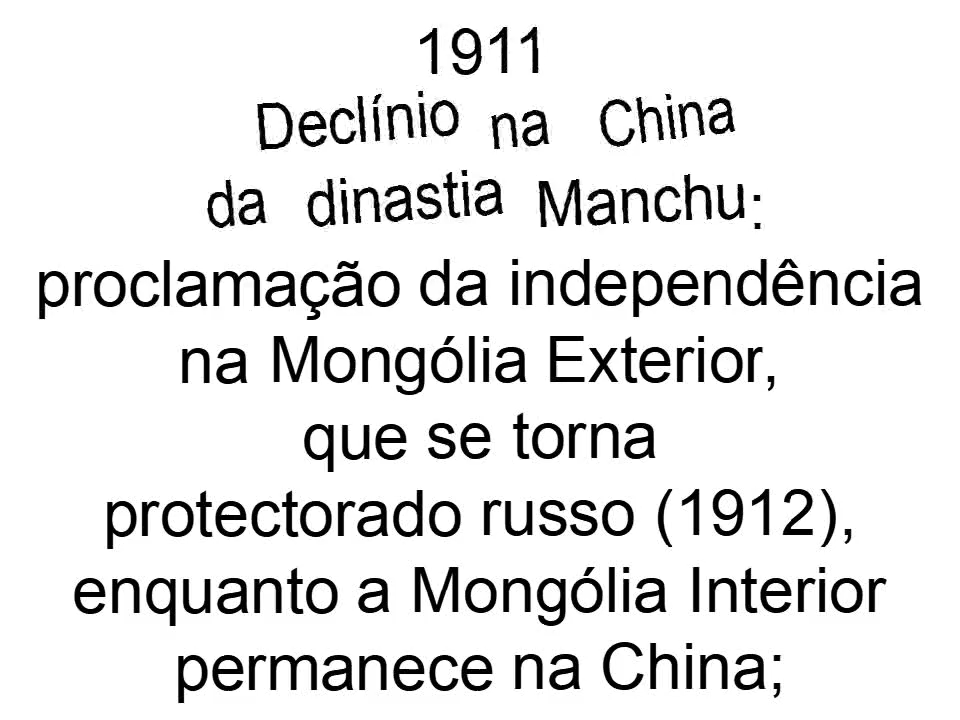 1911
Declínio na China
da dinastia Manchu:
proclamação da independência
na Mongólia Exterior,
que se torna
protectorado russo (1912),
enquanto a Mongólia Interior
permanece na China;